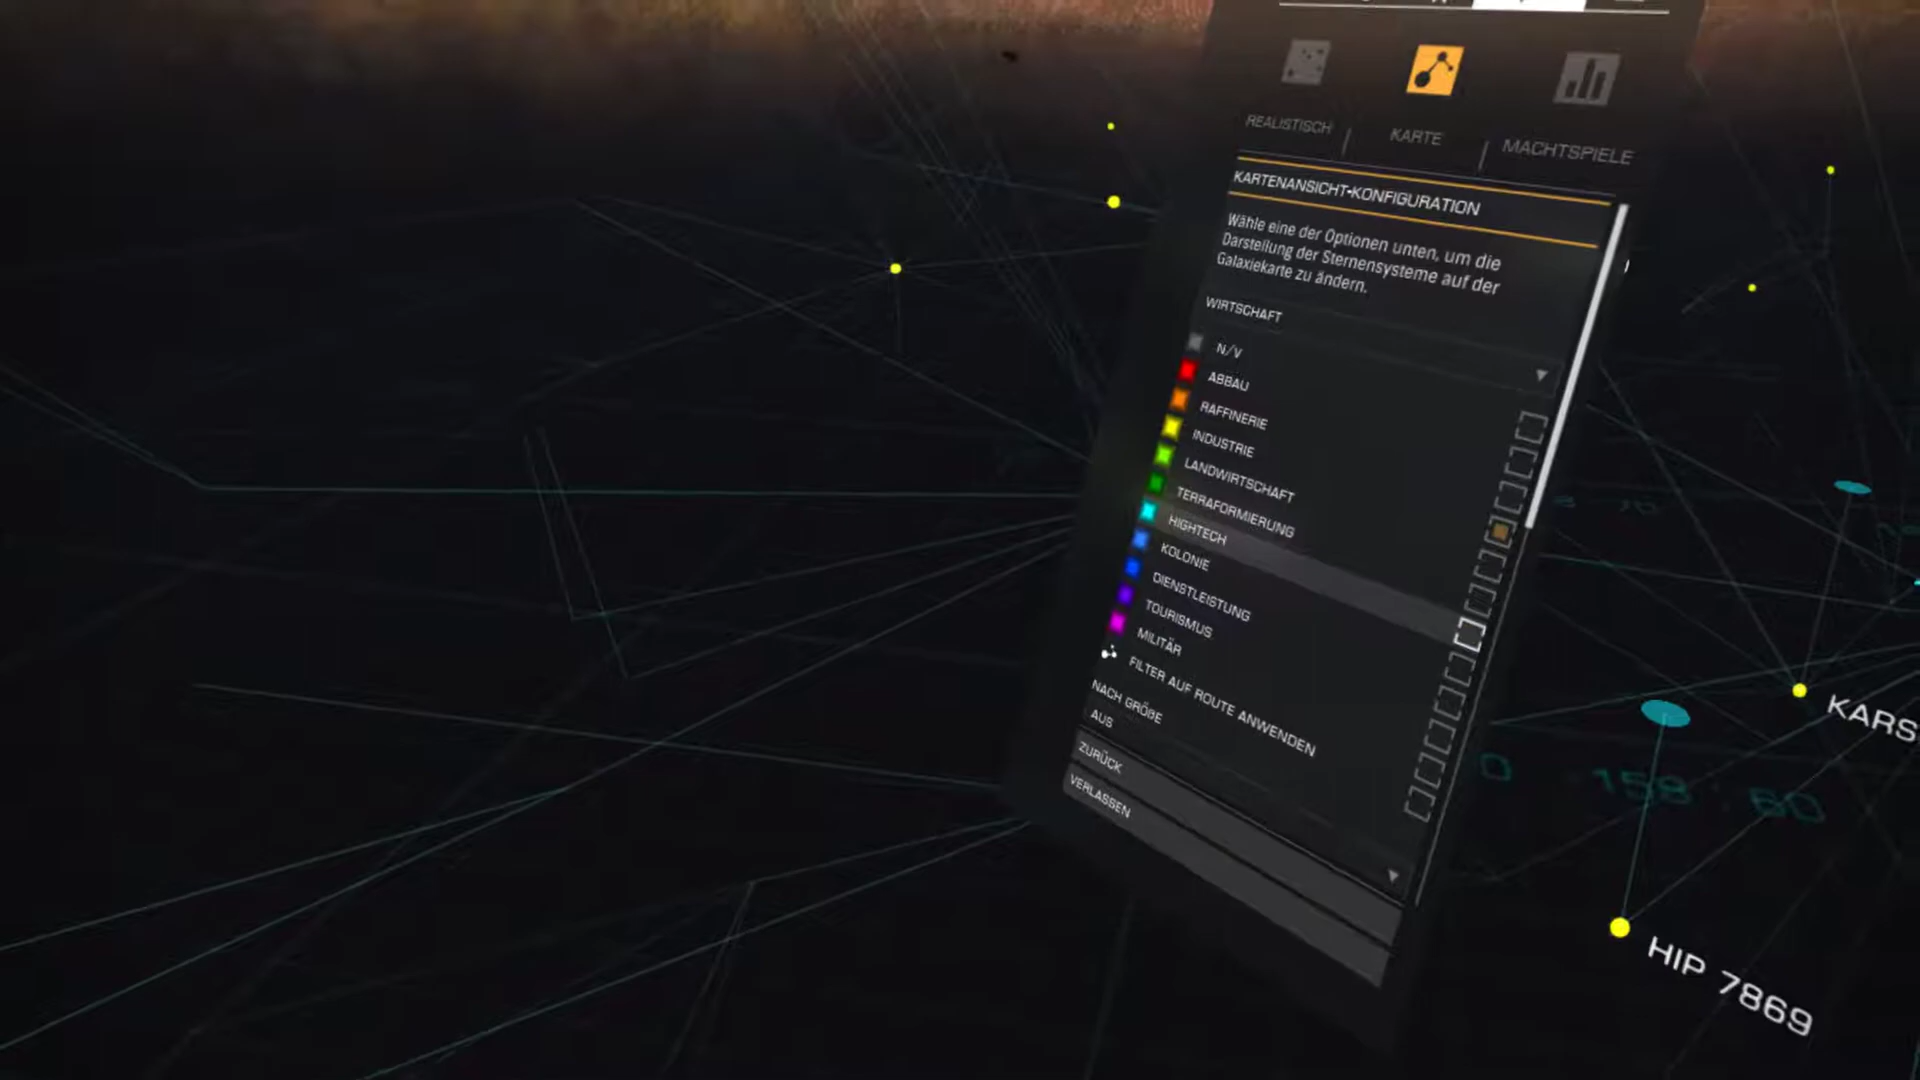 REALISTISCH
KARTE
MACHTSPIELE
KARTENANSICHT-KONFIGURATION
Wähle eine der Optionen unten, um die
Darstellung der Sternensysteme auf der
Galaxiekarte zu ändern.
WIRTSCHAFT
N/V
ABBAU
RAFFINERIE
INDUSTRIE
LANDWIRTSCHAFT
TERRAFORMIERUNG
HIGHTECH
KOLONIE
DIENSTLEISTUNG
TOURISMUS
MILITÄR
FILTER AUF ROUTE ANWENDEN
NACH GRÖßE
AUS
ZURÜCK
VERLASSEN
KARS
158 : 60
HIP 7869